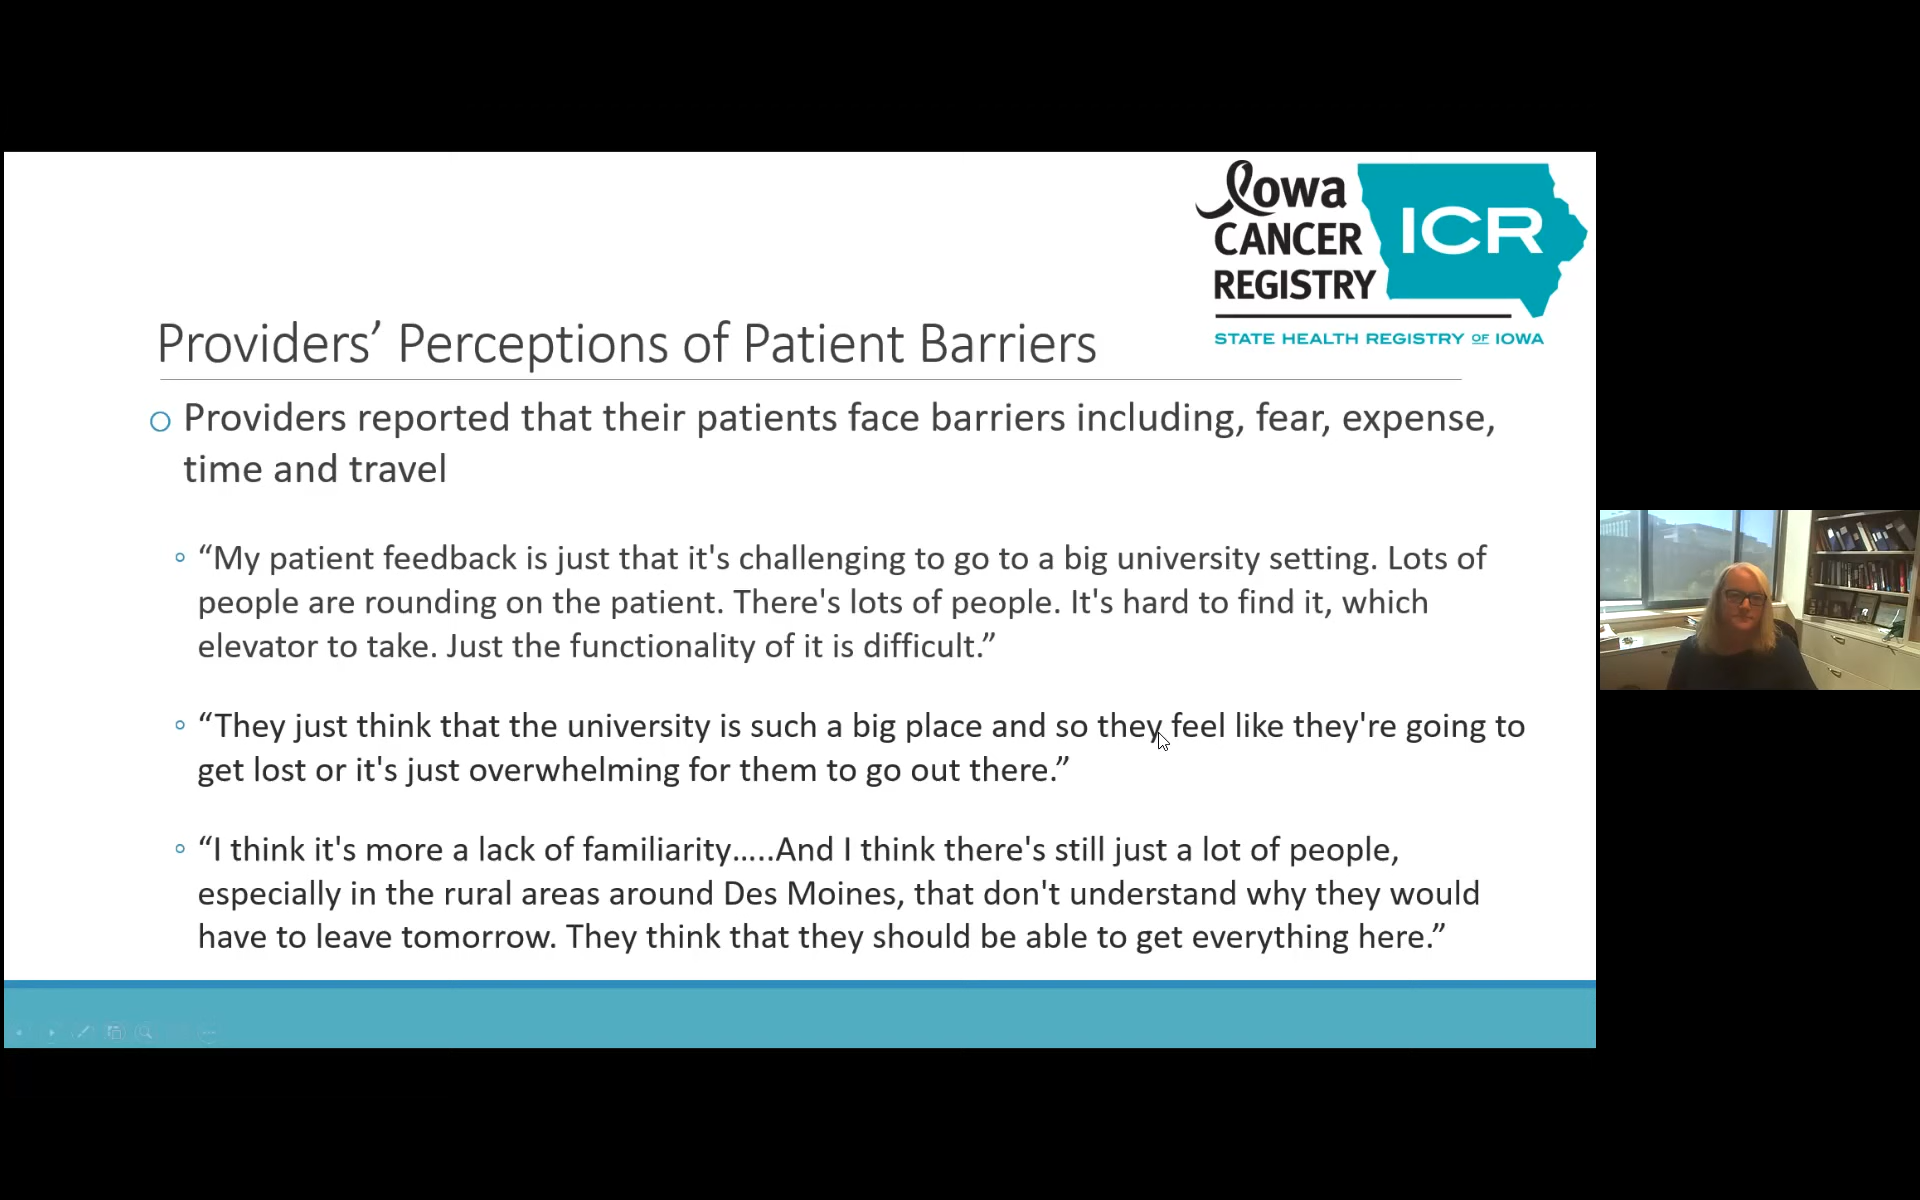 Iowa
CANCER
REGISTRY
ICR
STATE HEALTH REGISTRY OF IOWA
Providers’ Perceptions of Patient Barriers
Providers reported that their patients face barriers including, fear, expense,
time and travel
“My patient feedback is just that it's challenging to go to a big university setting. Lots of
people are rounding on the patient. There's lots of people. It's hard to find it, which
elevator to take. Just the functionality of it is difficult.”
“They just think that the university is such a big place and so they feel like they're going to
get lost or it's just overwhelming for them to go out there.”
“I think it's more a lack of familiarity…..And I think there's still just a lot of people,
especially in the rural areas around Des Moines, that don't understand why they would
have to leave tomorrow. They think that they should be able to get everything here.”